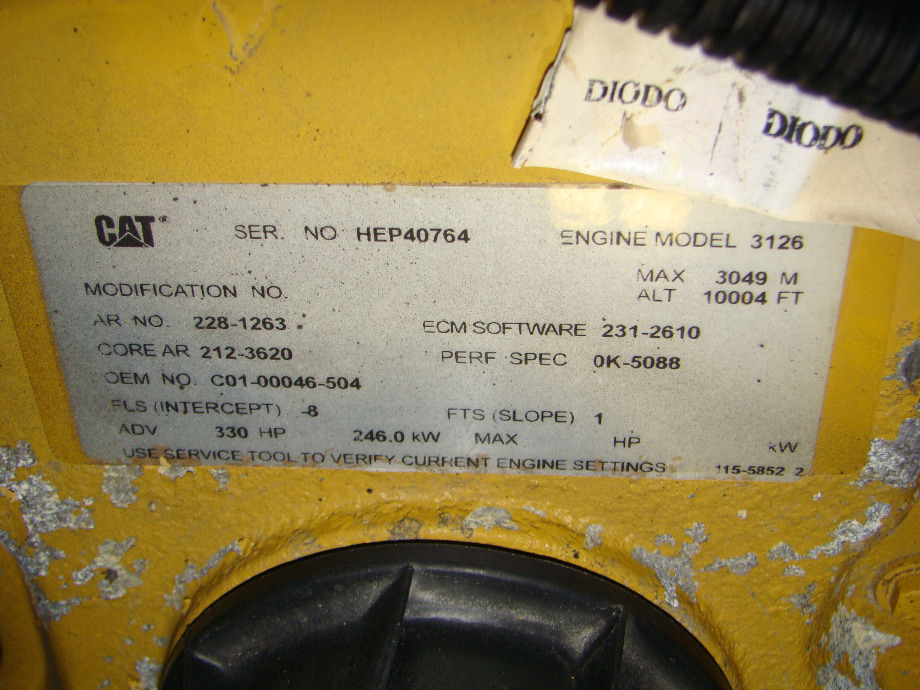 DIODO
DIODO
CAT® SER. NO HEP40764 ENGINE MODEL 3126
MAX 3049 M
MODIFICATION NO. ALT 10004 FT
AR NO. 228-1263 ECM SOFTWARE 231-2610
CORE AR 212-3620 PERF SPEC 0K-5088
OEM NO. C01-00046-504
FLS (INTERCEPT) -8 FTS (SLOPE) 1
ADV 330 HP 246.0 kW MAX HP kW
USE SERVICE TOOL TO VERIFY CURRENT ENGINE SETTINGS 115-5852 2